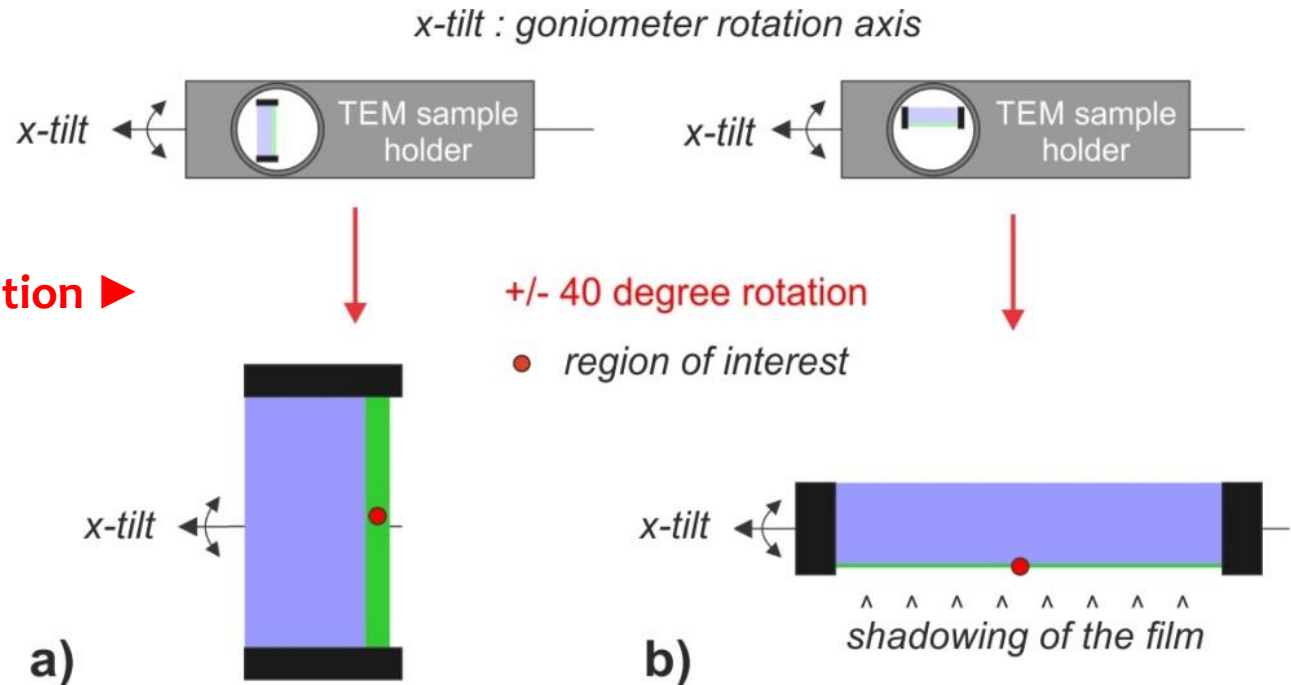 x-tilt : goniometer rotation axis
x-tilt
TEM sample
holder
x-tilt
TEM sample
holder
tion ►
+/- 40 degree rotation
region of interest
x-tilt
x-tilt
^ ^ ^ ^ ^ ^ ^ ^
shadowing of the film
a)
b)